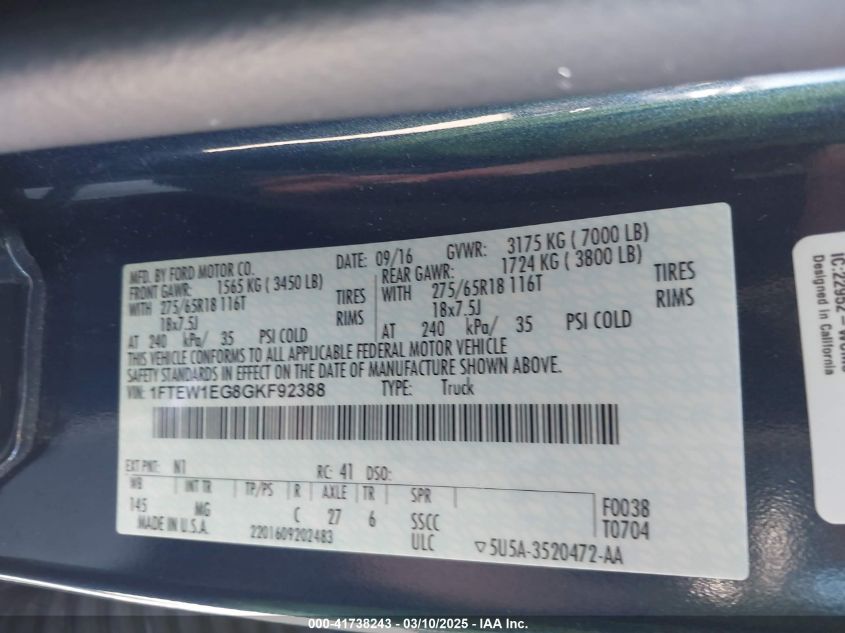 MFD. BY FORD MOTOR CO. DATE: 09/16 GVWR: 3175 KG ( 7000 LB)
FRONT GAWR: 1565 KG ( 3450 LB) REAR GAWR: 1724 KG ( 3800 LB)
WITH 275/65R18 116T TIRES WITH 275/65R18 116T TIRES
18x7.5J RIMS 18x7.5J RIMS
AT 240 kPa/ 35 PSI COLD AT 240 kPa/ 35 PSI COLD
THIS VEHICLE CONFORMS TO ALL APPLICABLE FEDERAL MOTOR VEHICLE
SAFETY STANDARDS IN EFFECT ON THE DATE OF MANUFACTURE SHOWN ABOVE.
VIN: 1FTEW1EG8GKF92388 TYPE: Truck
EXT PNT: N1 RC: 41 DSO:
WB INT TR TP/PS R AXLE TR SPR
145 MG C 27 6 SSCC F0038
MADE IN U.S.A. 2201609202483 ULC T0704
▽5U5A-3520472-AA
IC:22952 -
Designed in California
000-41738243 - 03/10/2025 - IAA Inc.